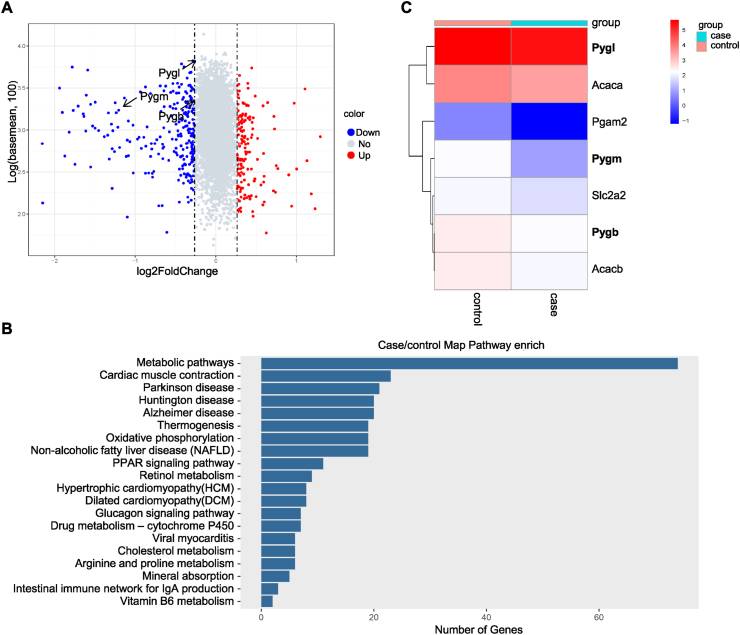 A
4.0
3.5
3.0
2.5
2.0
Log(basemean, 100)
Pygl
Pygm
Pygb
-2
-1
0
1
log2FoldChange
color
Down
No
Up
C
group
Pygl
Acaca
Pgam2
Pygm
Slc2a2
Pygb
Acacb
control
case
5
4
3
2
1
0
−1
group
case
control
B
Case/control Map Pathway enrich
Metabolic pathways
Cardiac muscle contraction
Parkinson disease
Huntington disease
Alzheimer disease
Thermogenesis
Oxidative phosphorylation
Non-alcoholic fatty liver disease (NAFLD)
PPAR signaling pathway
Retinol metabolism
Hypertrophic cardiomyopathy(HCM)
Dilated cardiomyopathy(DCM)
Glucagon signaling pathway
Drug metabolism – cytochrome P450
Viral myocarditis
Cholesterol metabolism
Arginine and proline metabolism
Mineral absorption
Intestinal immune network for IgA production
Vitamin B6 metabolism
0
20
40
60
Number of Genes